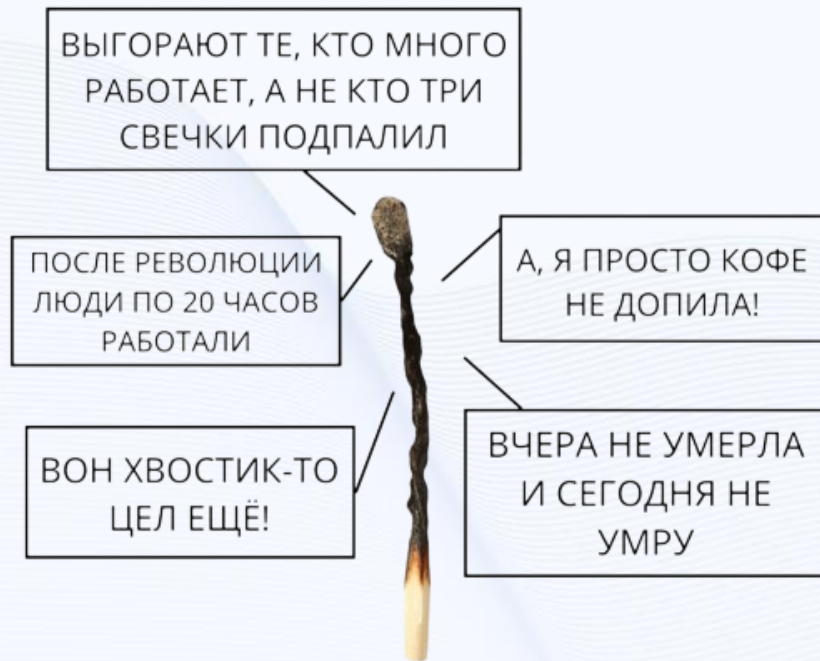 ВЫГОРАЮТ ТЕ, КТО МНОГО
РАБОТАЕТ, А НЕ КТО ТРИ
СВЕЧКИ ПОДПАЛИЛ
ПОСЛЕ РЕВОЛЮЦИИ
ЛЮДИ ПО 20 ЧАСОВ
РАБОТАЛИ
А, Я ПРОСТО КОФЕ
НЕ ДОПИЛА!
ВОН ХВОСТИК-ТО
ЦЕЛ ЕЩЁ!
ВЧЕРА НЕ УМЕРЛА
И СЕГОДНЯ НЕ
УМРУ